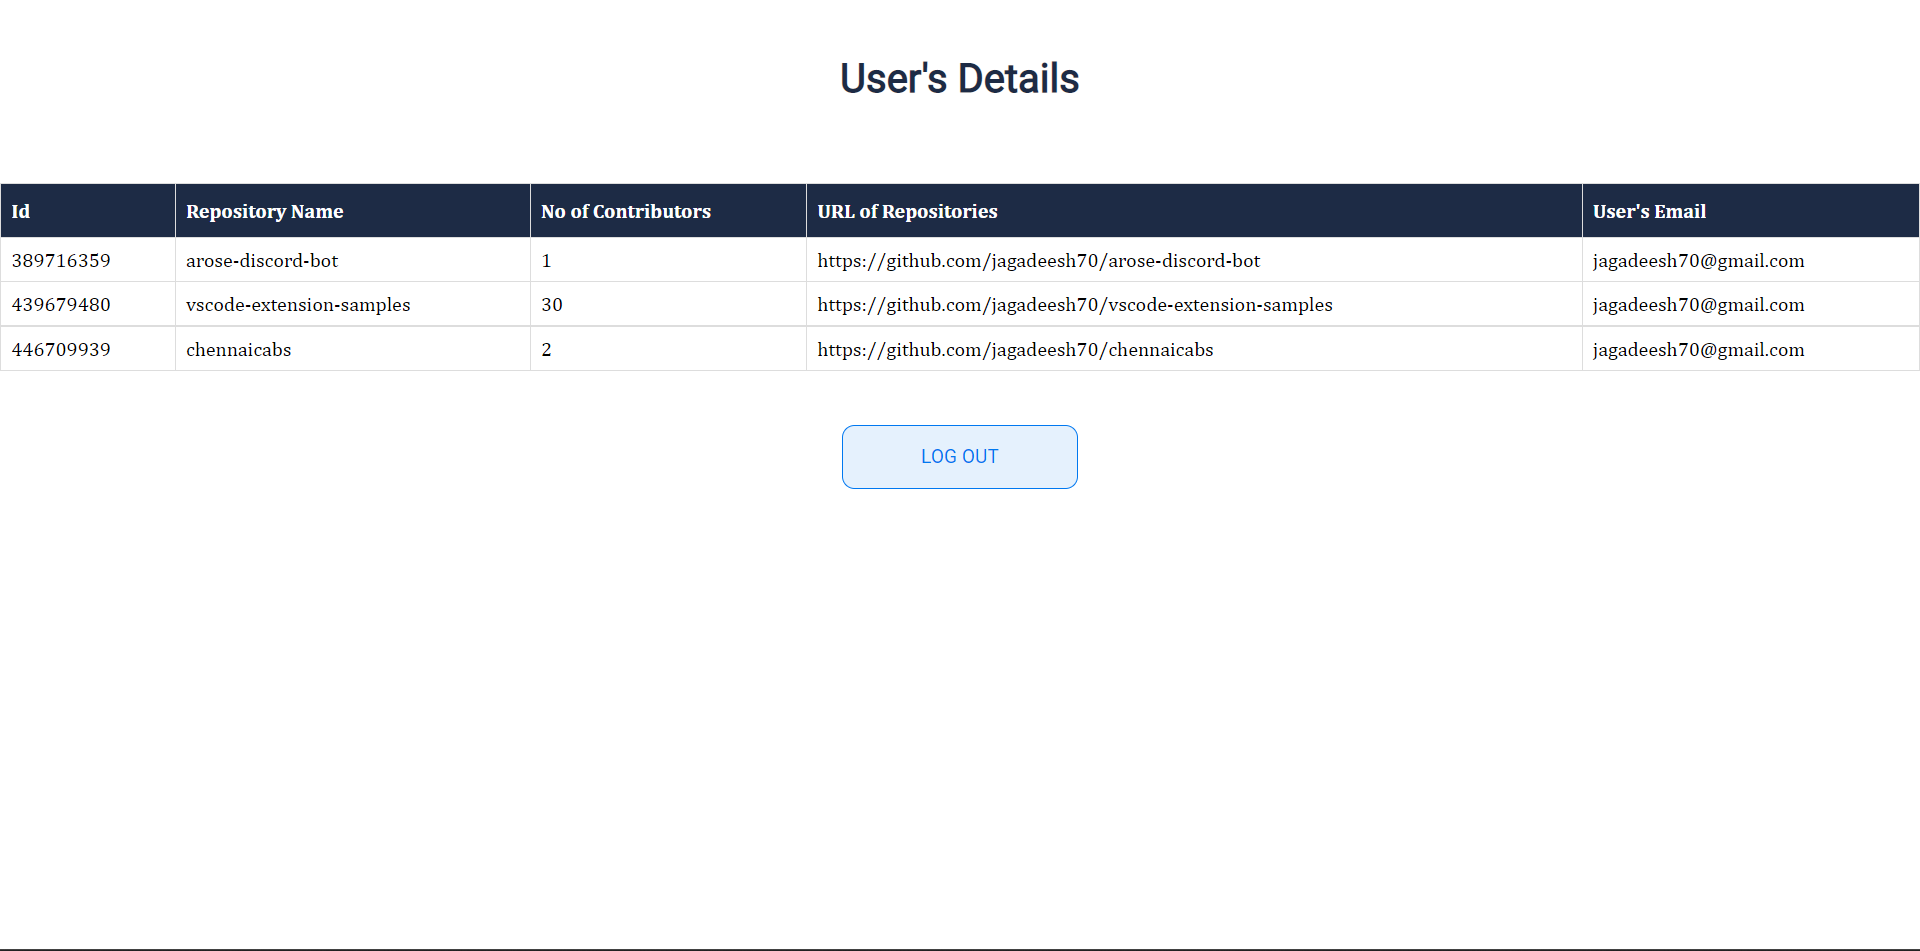 User's Details
Id Repository Name No of Contributors URL of Repositories User's Email
389716359 arose-discord-bot 1 https://github.com/jagadeesh70/arose-discord-bot jagadeesh70@gmail.com
439679480 vscode-extension-samples 30 https://github.com/jagadeesh70/vscode-extension-samples jagadeesh70@gmail.com
446709939 chennaicabs 2 https://github.com/jagadeesh70/chennaicabs jagadeesh70@gmail.com
LOG OUT